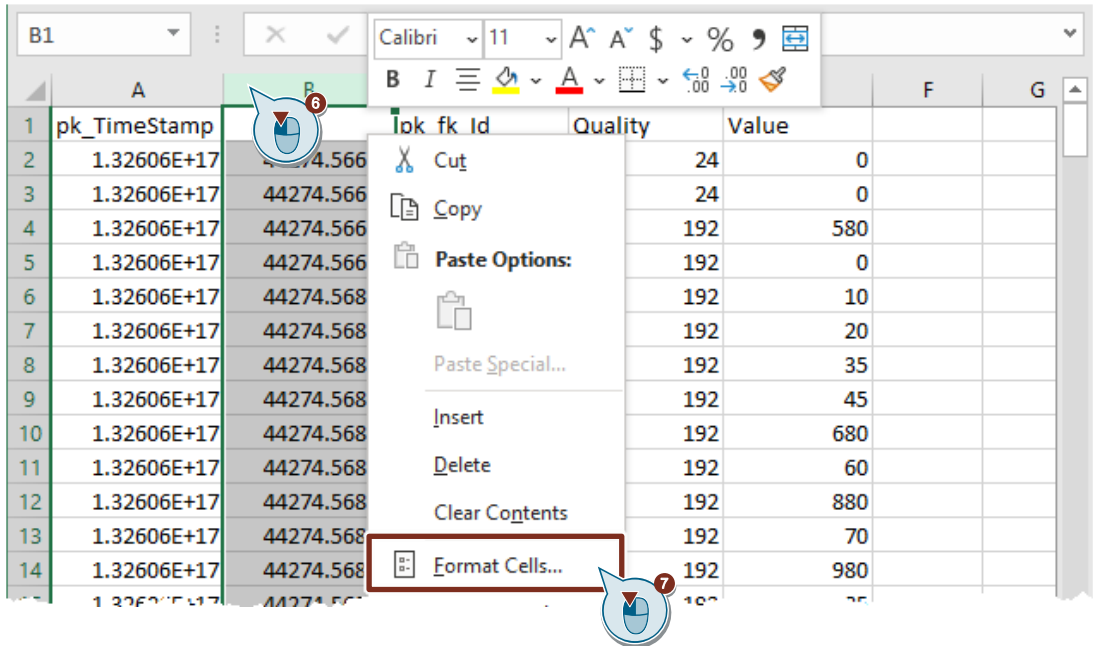 B1 Calibri 11 A A $ %
B I A
A B F G
6
1 pk_TimeStamp pk_fk_Id Quality Value
2 1.32606E+17 4.566 24 0
3 1.32606E+17 44274.566 24 0
4 1.32606E+17 44274.566 192 580
5 1.32606E+17 44274.566 192 0
6 1.32606E+17 44274.568 192 10
7 1.32606E+17 44274.568 192 20
8 1.32606E+17 44274.568 192 35
9 1.32606E+17 44274.568 192 45
10 1.32606E+17 44274.568 192 680
11 1.32606E+17 44274.568 192 60
12 1.32606E+17 44274.568 192 880
13 1.32606E+17 44274.568 192 70
14 1.32606E+17 44274.568 192 980
Cut
Copy
Paste Options:
Paste Special...
Insert
Delete
Clear Contents
Format Cells...
7